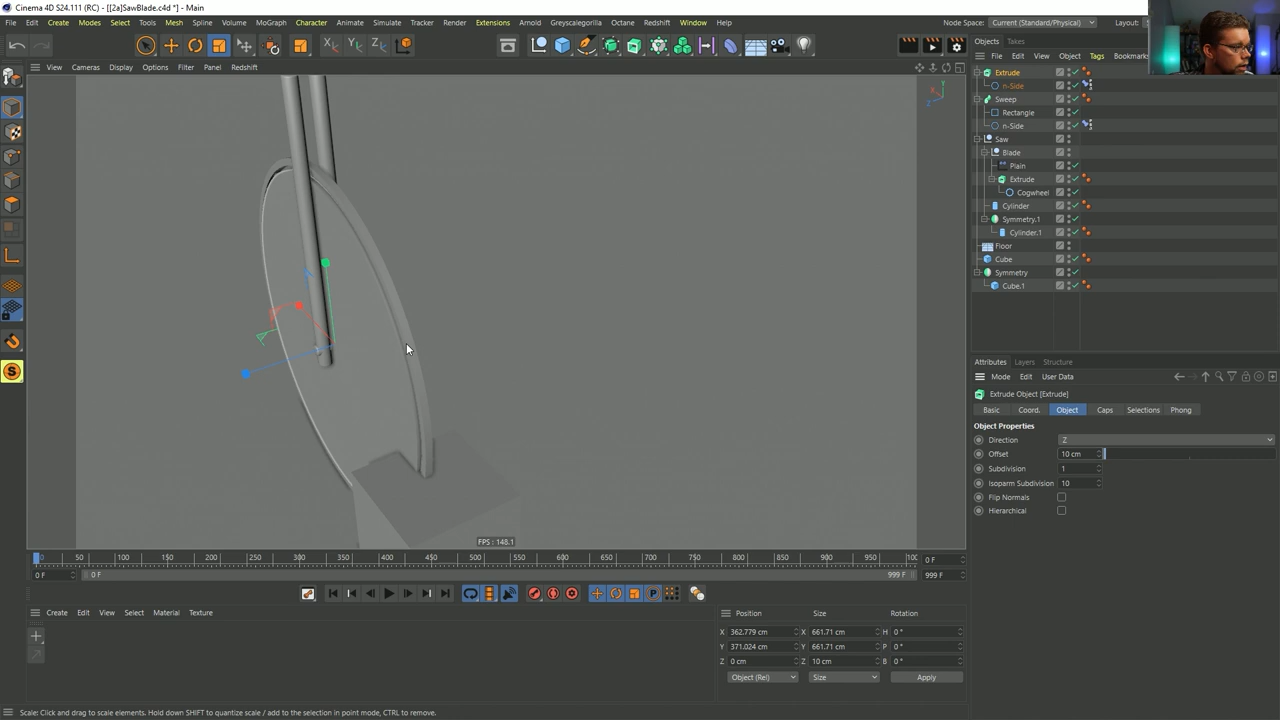 Cinema 4D S24.111 (RC) - [[2a]SawBlade.c4d *] - Main
File Create Modes Select Tools Mesh Spline Volume MoGraph Character Animate Simulate Tracker Render Extensions Arnold Greyscalegorilla Octane Redshift Window Help Node Space: Current (Standard/Physical) Layout:
View Cameras Display Options Filter Panel Redshift
Objects Takes
File Edit View Object Tags Bookmarks
Extrude
n-Side
Sweep
Rectangle
n-Side
Saw
Blade
Plain
Extrude
Cogwheel
Cylinder
Symmetry.1
Cylinder.1
Floor
Cube
Symmetry
Cube.1
Attributes Layers Structure
Mode Edit User Data
Extrude Object [Extrude]
Basic Coord. Object Caps Selections Phong
Object Properties
Direction Z
Offset 10 cm
Subdivision 1
Isoparm Subdivision 10
Flip Normals
Hierarchical
FPS : 148.1
0 50 100 150 200 250 300 350 400 450 500 550 600 650 700 750 800 850 900 950 100 0 F
0 F 0 F 999 F 999 F
Create Edit View Select Material Texture
Position Size Rotation
X 362.779 cm X 661.71 cm H 0 °
Y 371.024 cm Y 661.71 cm P 0 °
Z 0 cm Z 10 cm B 0 °
Object (Rel) Size Apply
Scale: Click and drag to scale elements. Hold down SHIFT to quantize scale / add to the selection in point mode, CTRL to remove.